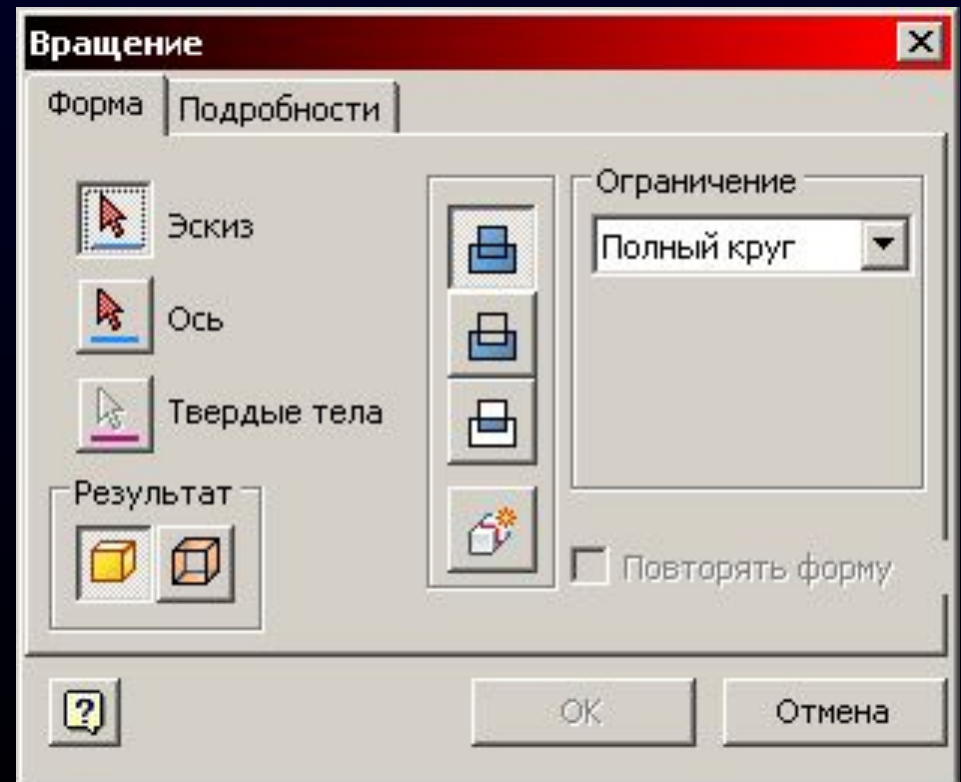 Вращение
Форма
Подробности
Эскиз
Ось
Твердые тела
Результат
Ограничение
Полный круг
Повторять форму
?
OK
Отмена